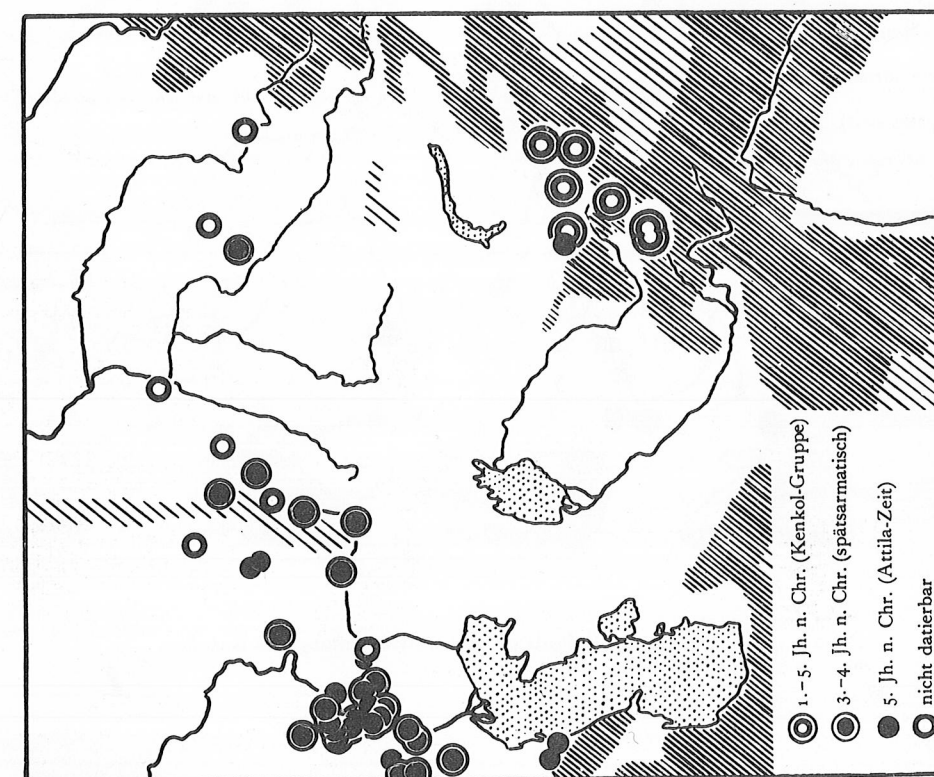 1.-5. Jh. n. Chr. (Kenkol-Gruppe)
3.-4. Jh. n. Chr. (spätsarmatisch)
5. Jh. n. Chr. (Attila-Zeit)
nicht datierbar